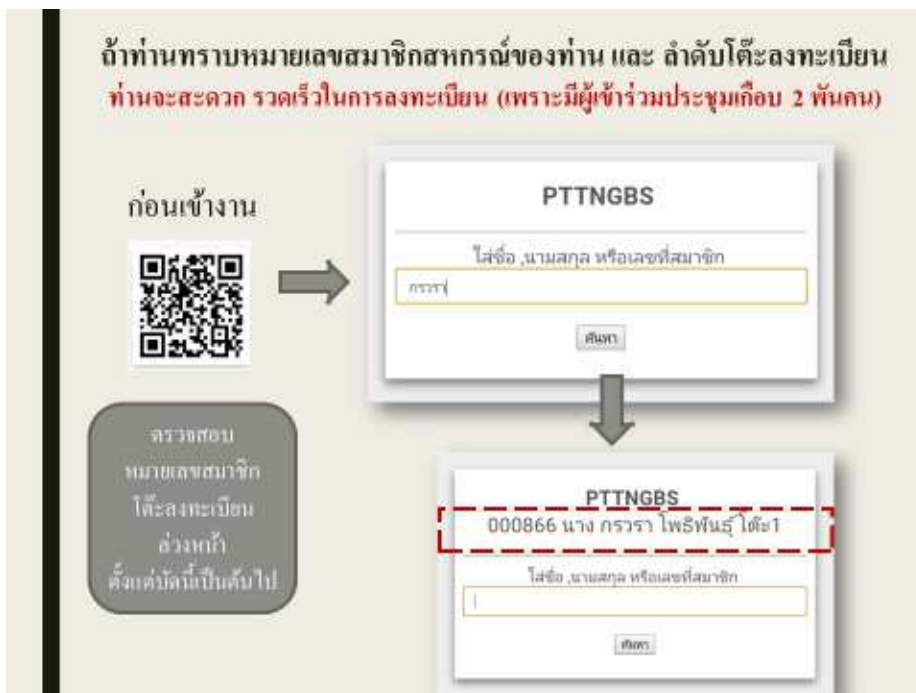 ถ้าท่านทราบหมายเลขสมาชิกสหกรณ์ของท่าน และ ลำดับโต๊ะลงทะเบียน
ท่านจะสะดวก รวดเร็วในการลงทะเบียน (เพราะมีผู้เข้าร่วมประชุมเกือบ 2 พันคน)
ก่อนเข้างาน
PTTNGBS
ใส่ชื่อ ,นามสกุล หรือเลขที่สมาชิก
กรวรา
ค้นหา
ตรวจสอบ
หมายเลขสมาชิก
โต๊ะลงทะเบียน
ล่วงหน้า
ตั้งแต่บัดนี้เป็นต้นไป
PTTNGBS
000866 นาง กรวรา โพธิพันธุ์ โต๊ะ1
ใส่ชื่อ ,นามสกุล หรือเลขที่สมาชิก
ค้นหา